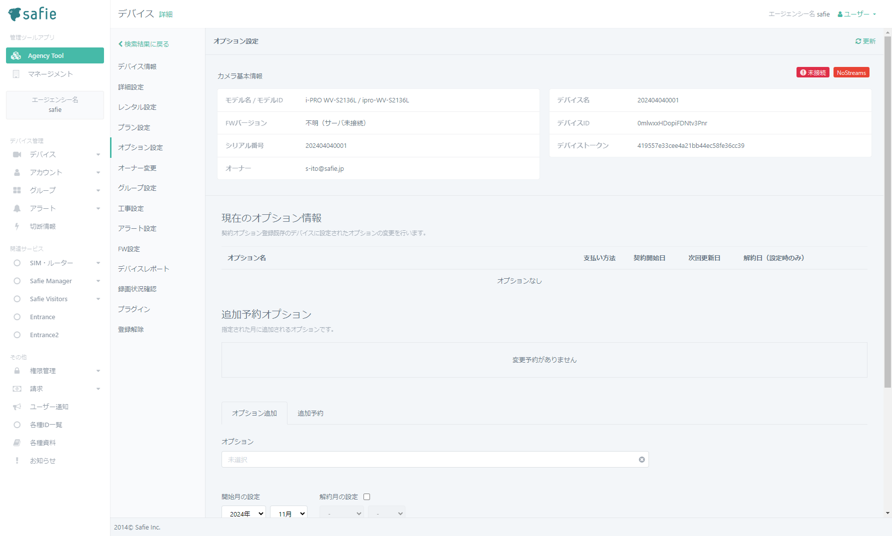 safie
管理ツールアプリ
Agency Tool
マネージメント
エージェンシー名
safie
デバイス管理
デバイス
アカウント
グループ
アラート
切断情報
関連サービス
SIM・ルーター
Safie Manager
Safie Visitors
Entrance
Entrance2
その他
権限管理
請求
ユーザー通知
各種ID一覧
各種資料
お知らせ
デバイス 詳細
エージェンシー名 safie
ユーザー
検索結果に戻る
デバイス情報
詳細設定
レンタル設定
プラン設定
オプション設定
オーナー変更
グループ設定
工事設定
アラート設定
FW設定
デバイスレポート
録画状況確認
プラグイン
登録解除
オプション設定
更新
カメラ基本情報
未接続 NoStreams
モデル名 / モデルID i-PRO WV-S2136L / ipro-WV-S2136L
FWバージョン 不明（サーバ未接続）
シリアル番号 202404040001
オーナー s-ito@safie.jp
デバイス名 202404040001
デバイスID 0mlwxxHDopiFDNtv3Pnr
デバイストークン 419557e33cee4a21bb44ec58fe36cc39
現在のオプション情報
契約オプション登録既存のデバイスに設定されたオプションの変更を行います。
オプション名 支払い方法 契約開始日 次回更新日 解約日（設定時のみ）
オプションなし
追加予約オプション
指定された月に追加されるオプションです。
変更予約がありません
オプション追加 追加予約
オプション
未選択
開始月の設定 解約月の設定
2024年 11月 - -
2014© Safie Inc.